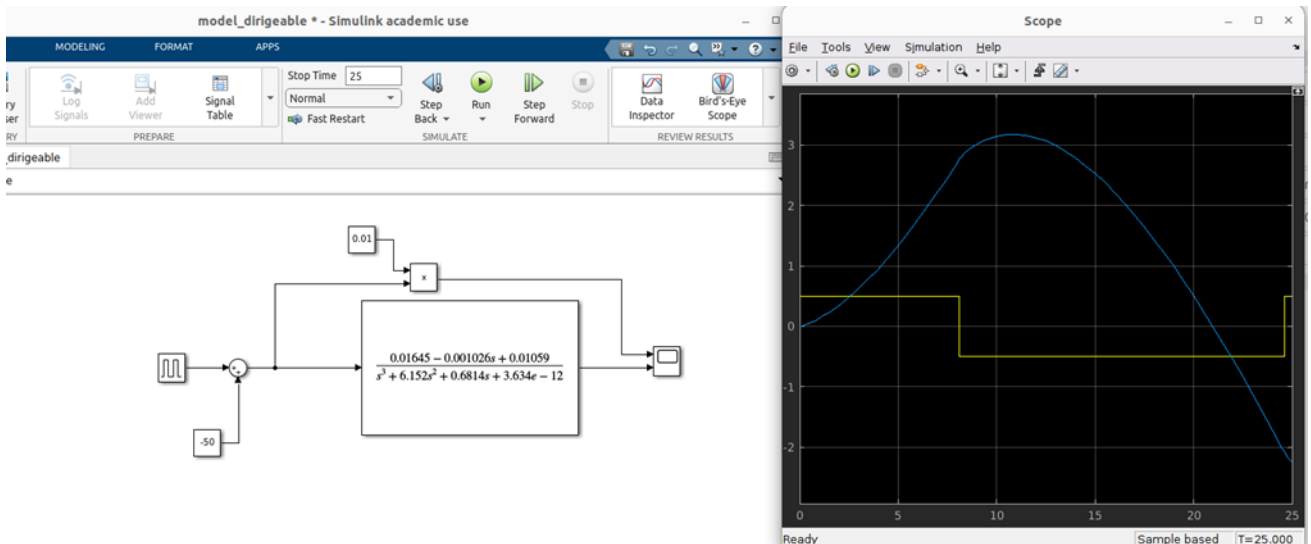 model_dirigeable * - Simulink academic use
MODELING FORMAT APPS
Log Signals
Add Viewer
Signal Table
PREPARE
Stop Time 25
Normal
Fast Restart
Step Back
Run
Step Forward
Stop
SIMULATE
Data Inspector
Bird's-Eye Scope
REVIEW RESULTS
_dirigeable
0.01
x
0.01645 − 0.001026s + 0.01059
s³ + 6.152s² + 0.6814s + 3.634e − 12
-50
Scope
File Tools View Simulation Help
3
2
1
0
-1
-2
0 5 10 15 20 25
Ready Sample based T=25.000